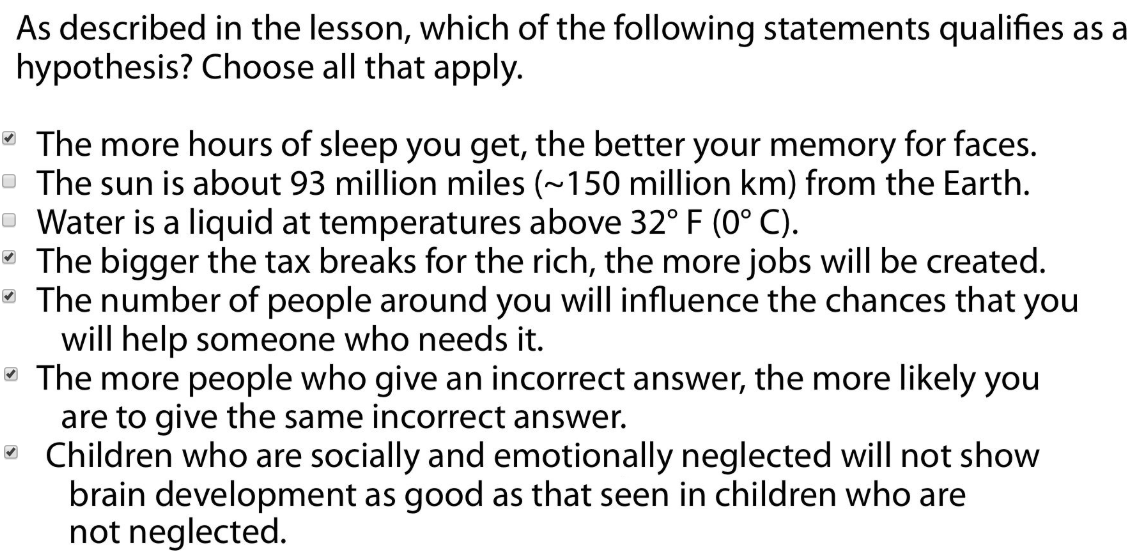 As described in the lesson, which of the following statements qualifies as a
hypothesis? Choose all that apply.
The more hours of sleep you get, the better your memory for faces.
The sun is about 93 million miles (~150 million km) from the Earth.
Water is a liquid at temperatures above 32° F (0° C).
The bigger the tax breaks for the rich, the more jobs will be created.
The number of people around you will influence the chances that you
will help someone who needs it.
The more people who give an incorrect answer, the more likely you
are to give the same incorrect answer.
Children who are socially and emotionally neglected will not show
brain development as good as that seen in children who are
not neglected.